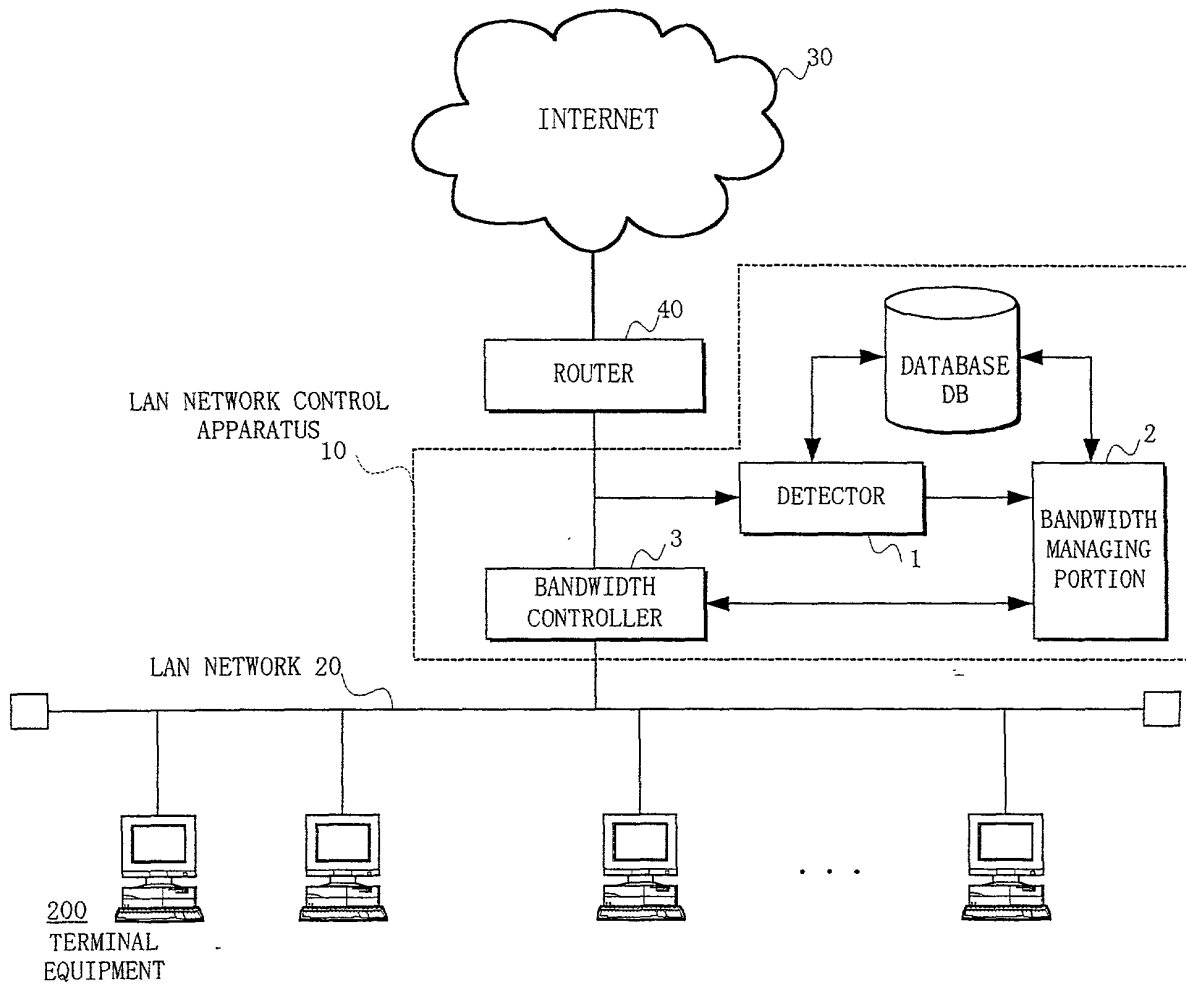 30
INTERNET
40
ROUTER
DATABASE
DB
LAN NETWORK CONTROL
APPARATUS
10
2
DETECTOR
1
BANDWIDTH
MANAGING
PORTION
3
BANDWIDTH
CONTROLLER
LAN NETWORK 20
. . .
200
TERMINAL
EQUIPMENT